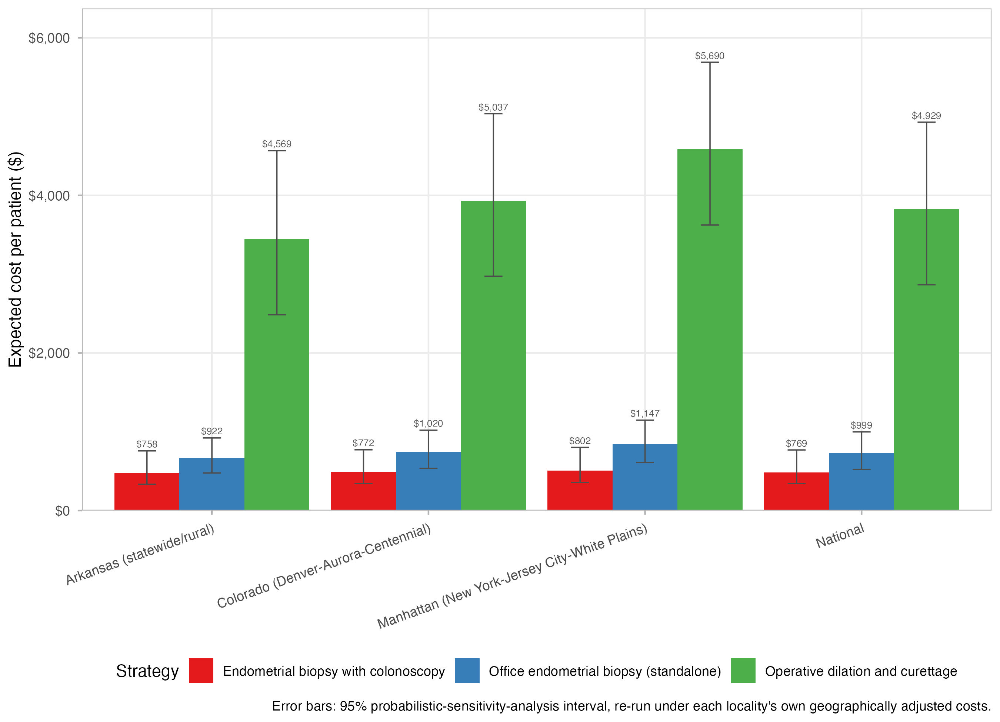 Expected cost per patient ($)
$6,000
$4,000
$2,000
$0
$758
$922
$4,569
$772
$1,020
$5,037
$802
$1,147
$5,690
$769
$999
$4,929
Arkansas (statewide/rural)
Colorado (Denver-Aurora-Centennial)
Manhattan (New York-Jersey City-White Plains)
National
Strategy
Endometrial biopsy with colonoscopy
Office endometrial biopsy (standalone)
Operative dilation and curettage
Error bars: 95% probabilistic-sensitivity-analysis interval, re-run under each locality's own geographically adjusted costs.